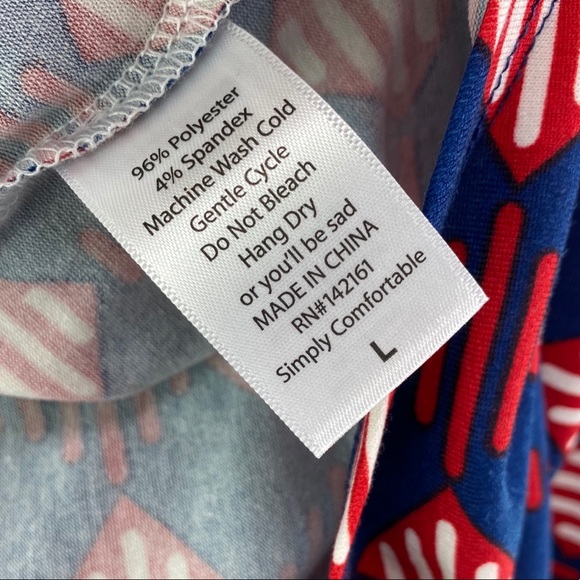 96% Polyester
4% Spandex
Machine Wash Cold
Gentle Cycle
Do Not Bleach
Hang Dry
or you'll be sad
MADE IN CHINA
RN#142161
Simply Comfortable
L